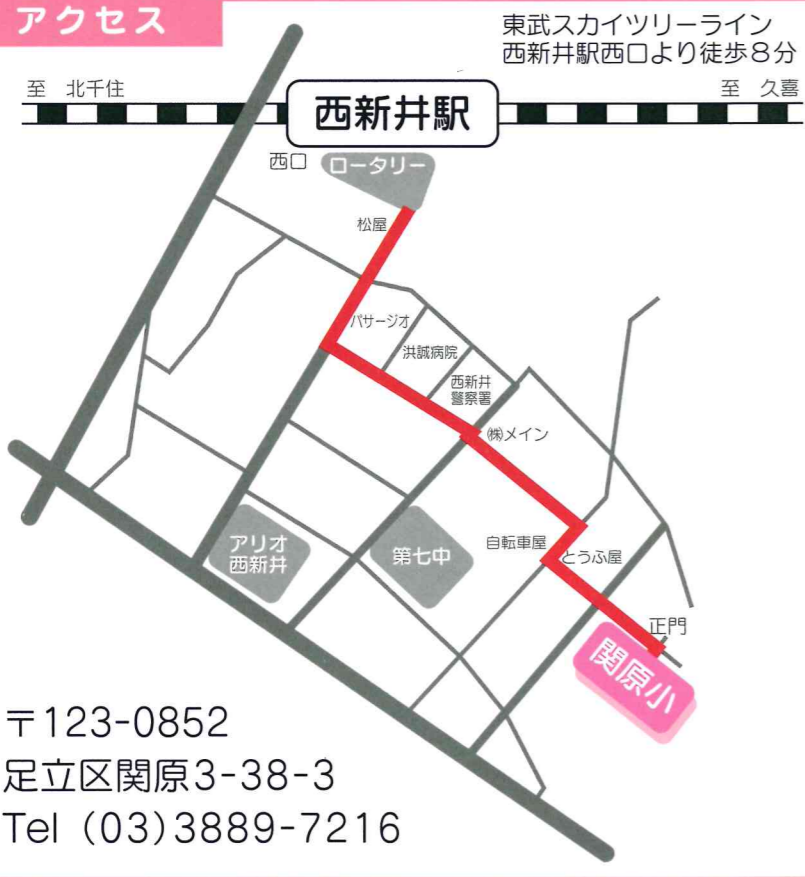 アクセス
東武スカイツリーライン
西新井駅西口より徒歩8分
至 北千住
至 久喜
西新井駅
西口
ロータリー
松屋
パサージオ
洪誠病院
西新井
警察署
㈱メイン
アリオ
西新井
第七中
自転車屋
とうふ屋
正門
関原小
〒123-0852
足立区関原3-38-3
Tel (03)3889-7216